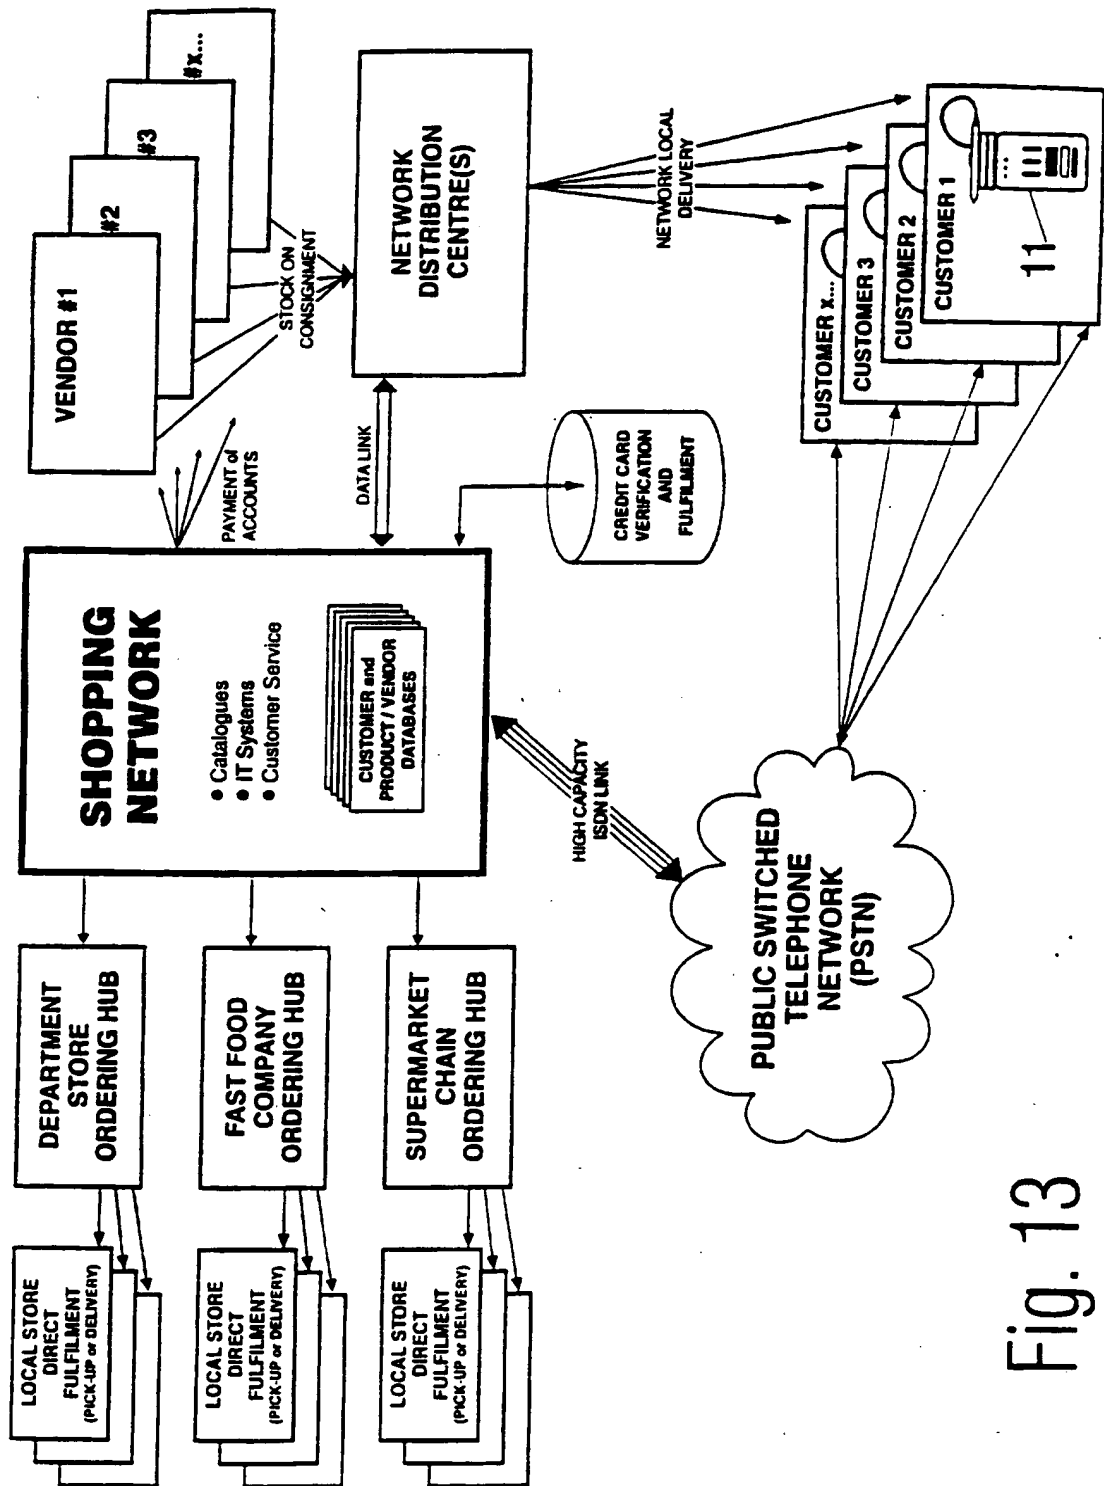 VENDOR #1
#2
#3
#x...
STOCK ON
CONSIGNMENT
PAYMENT of
ACCOUNTS
NETWORK
DISTRIBUTION
CENTRE(S)
DATA LINK
NETWORK LOCAL
DELIVERY
CREDIT CARD
VERIFICATION
AND
FULFILMENT
SHOPPING
NETWORK
• Catalogues
• IT Systems
• Customer Service
CUSTOMER and
PRODUCT / VENDOR
DATABASES
HIGH CAPACITY
ISDN LINK
CUSTOMER x...
CUSTOMER 3
CUSTOMER 2
CUSTOMER 1
11
PUBLIC SWITCHED
TELEPHONE
NETWORK
(PSTN)
DEPARTMENT
STORE
ORDERING HUB
FAST FOOD
COMPANY
ORDERING HUB
SUPERMARKET
CHAIN
ORDERING HUB
LOCAL STORE
DIRECT
FULFILMENT
(PICK-UP or DELIVERY)
LOCAL STORE
DIRECT
FULFILMENT
(PICK-UP or DELIVERY)
LOCAL STORE
DIRECT
FULFILMENT
(PICK-UP or DELIVERY)
Fig. 13